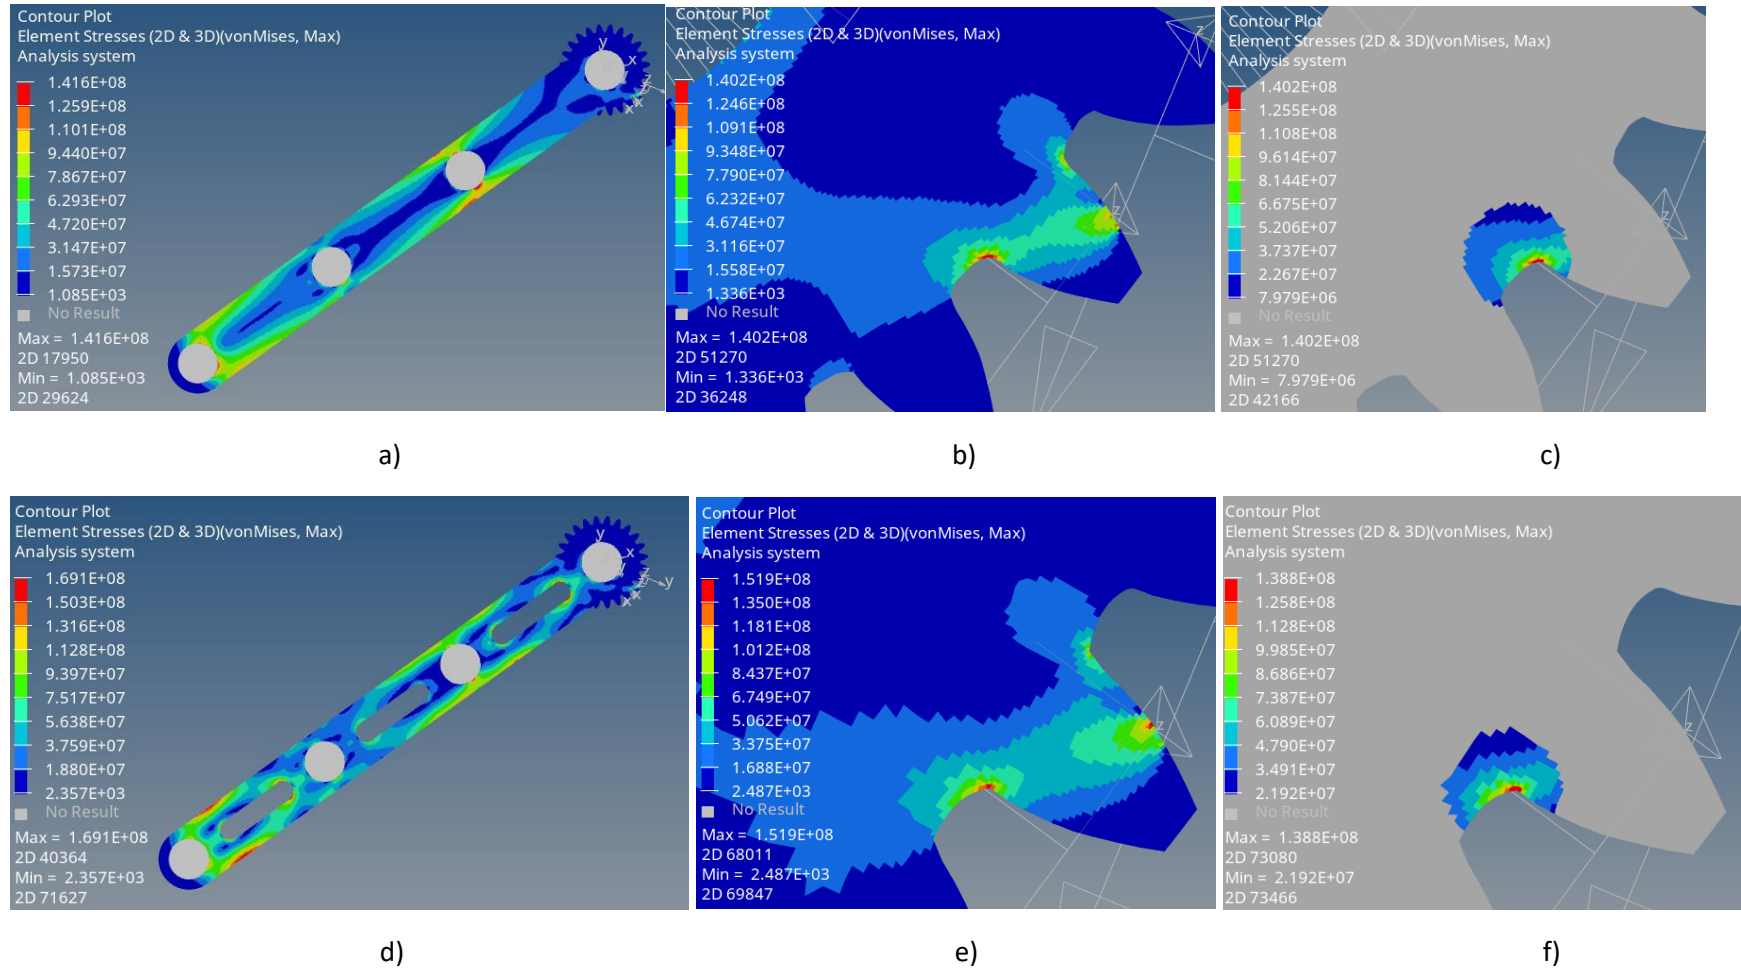 Contour Plot
Element Stresses (2D & 3D)(vonMises, Max)
Analysis system
1.416E+08
1.259E+08
1.101E+08
9.440E+07
7.867E+07
6.293E+07
4.720E+07
3.147E+07
1.573E+07
1.085E+03
No Result
Max = 1.416E+08
2D 17950
Min = 1.085E+03
2D 29624
y
x
y
z
x
x
a)
Contour Plot
Element Stresses (2D & 3D)(vonMises, Max)
Analysis system
1.402E+08
1.246E+08
1.091E+08
9.348E+07
7.790E+07
6.232E+07
4.674E+07
3.116E+07
1.558E+07
1.336E+03
No Result
Max = 1.402E+08
2D 51270
Min = 1.336E+03
2D 36248
z
z
b)
Contour Plot
Element Stresses (2D & 3D)(vonMises, Max)
Analysis system
1.402E+08
1.255E+08
1.108E+08
9.614E+07
8.144E+07
6.675E+07
5.206E+07
3.737E+07
2.267E+07
7.979E+06
No Result
Max = 1.402E+08
2D 51270
Min = 7.979E+06
2D 42166
z
c)
Contour Plot
Element Stresses (2D & 3D)(vonMises, Max)
Analysis system
1.691E+08
1.503E+08
1.316E+08
1.128E+08
9.397E+07
7.517E+07
5.638E+07
3.759E+07
1.880E+07
2.357E+03
No Result
Max = 1.691E+08
2D 40364
Min = 2.357E+03
2D 71627
y
x
y
z
y
x
x
d)
Contour Plot
Element Stresses (2D & 3D)(vonMises, Max)
Analysis system
1.519E+08
1.350E+08
1.181E+08
1.012E+08
8.437E+07
6.749E+07
5.062E+07
3.375E+07
1.688E+07
2.487E+03
No Result
Max = 1.519E+08
2D 68011
Min = 2.487E+03
2D 69847
z
e)
Contour Plot
Element Stresses (2D & 3D)(vonMises, Max)
Analysis system
1.388E+08
1.258E+08
1.128E+08
9.985E+07
8.686E+07
7.387E+07
6.089E+07
4.790E+07
3.491E+07
2.192E+07
No Result
Max = 1.388E+08
2D 73080
Min = 2.192E+07
2D 73466
z
f)